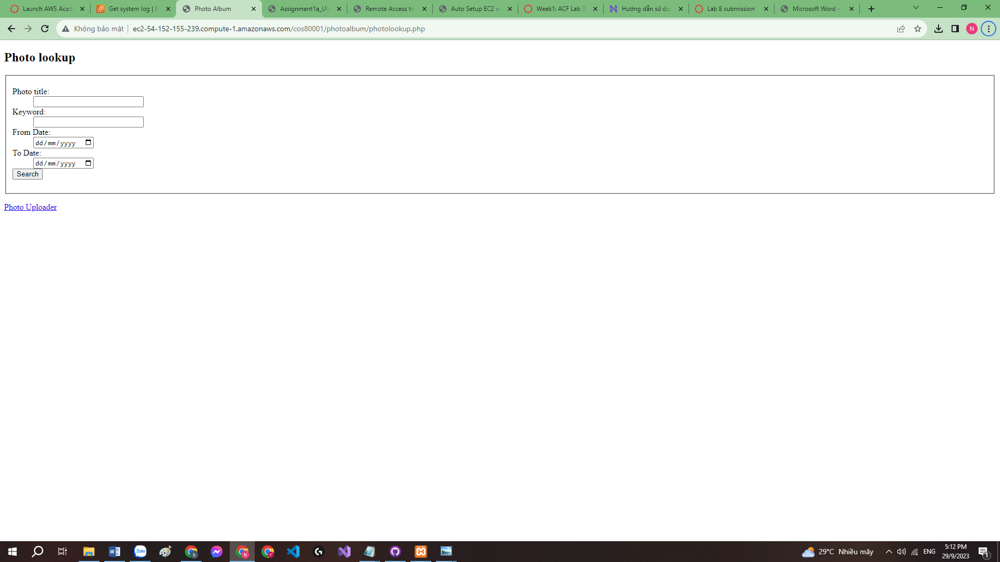 Launch AWS Acad
Get system log | E
Photo Album
Assignment1a_UG
Remote Access to
Auto Setup EC2 w
Week1: ACF Lab 3
Hướng dẫn sử dụn
Lab 8 submission
Microsoft Word -
Không bảo mật
ec2-54-152-155-239.compute-1.amazonaws.com/cos80001/photoalbum/photolookup.php
N
Photo lookup
Photo title:
Keyword:
From Date:
dd/mm/yyyy
To Date:
dd/mm/yyyy
Search
Photo Uploader
Zalo
b
N
P
29°C Nhiều mây
ENG
5:12 PM
29/9/2023
1